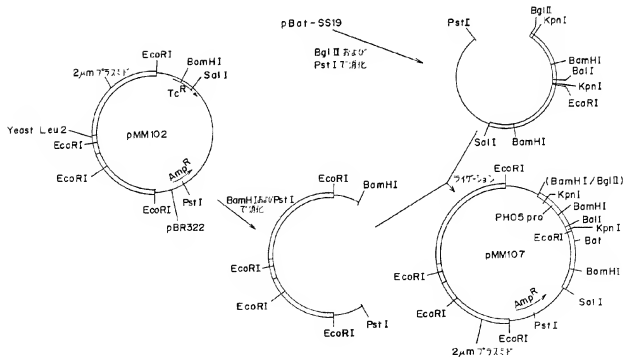 pBat-SS19
BglⅡおよび
PstⅠで消化
PstⅠ
BglⅡ
KpnⅠ
BamHⅠ
BalⅠ
KpnⅠ
EcoRⅠ
SalⅠ
BamHⅠ
EcoRⅠ
BamHⅠ
SalⅠ
2μmプラスミド
Tc R
pMM102
Yeast Leu2
EcoRⅠ
EcoRⅠ
Amp R
PstⅠ
EcoRⅠ
pBR322
BamHⅠおよびPstⅠ
で消化
EcoRⅠ
BamHⅠ
EcoRⅠ
EcoRⅠ
EcoRⅠ
PstⅠ
ライゲーション
EcoRⅠ
(BamHⅠ/BglⅡ)
KpnⅠ
PHO5 pro
BamHⅠ
BalⅠ
KpnⅠ
EcoRⅠ
Bat
pMM107
BamHⅠ
EcoRⅠ
EcoRⅠ
SalⅠ
Amp R
PstⅠ
EcoRⅠ
2μmプラスミド